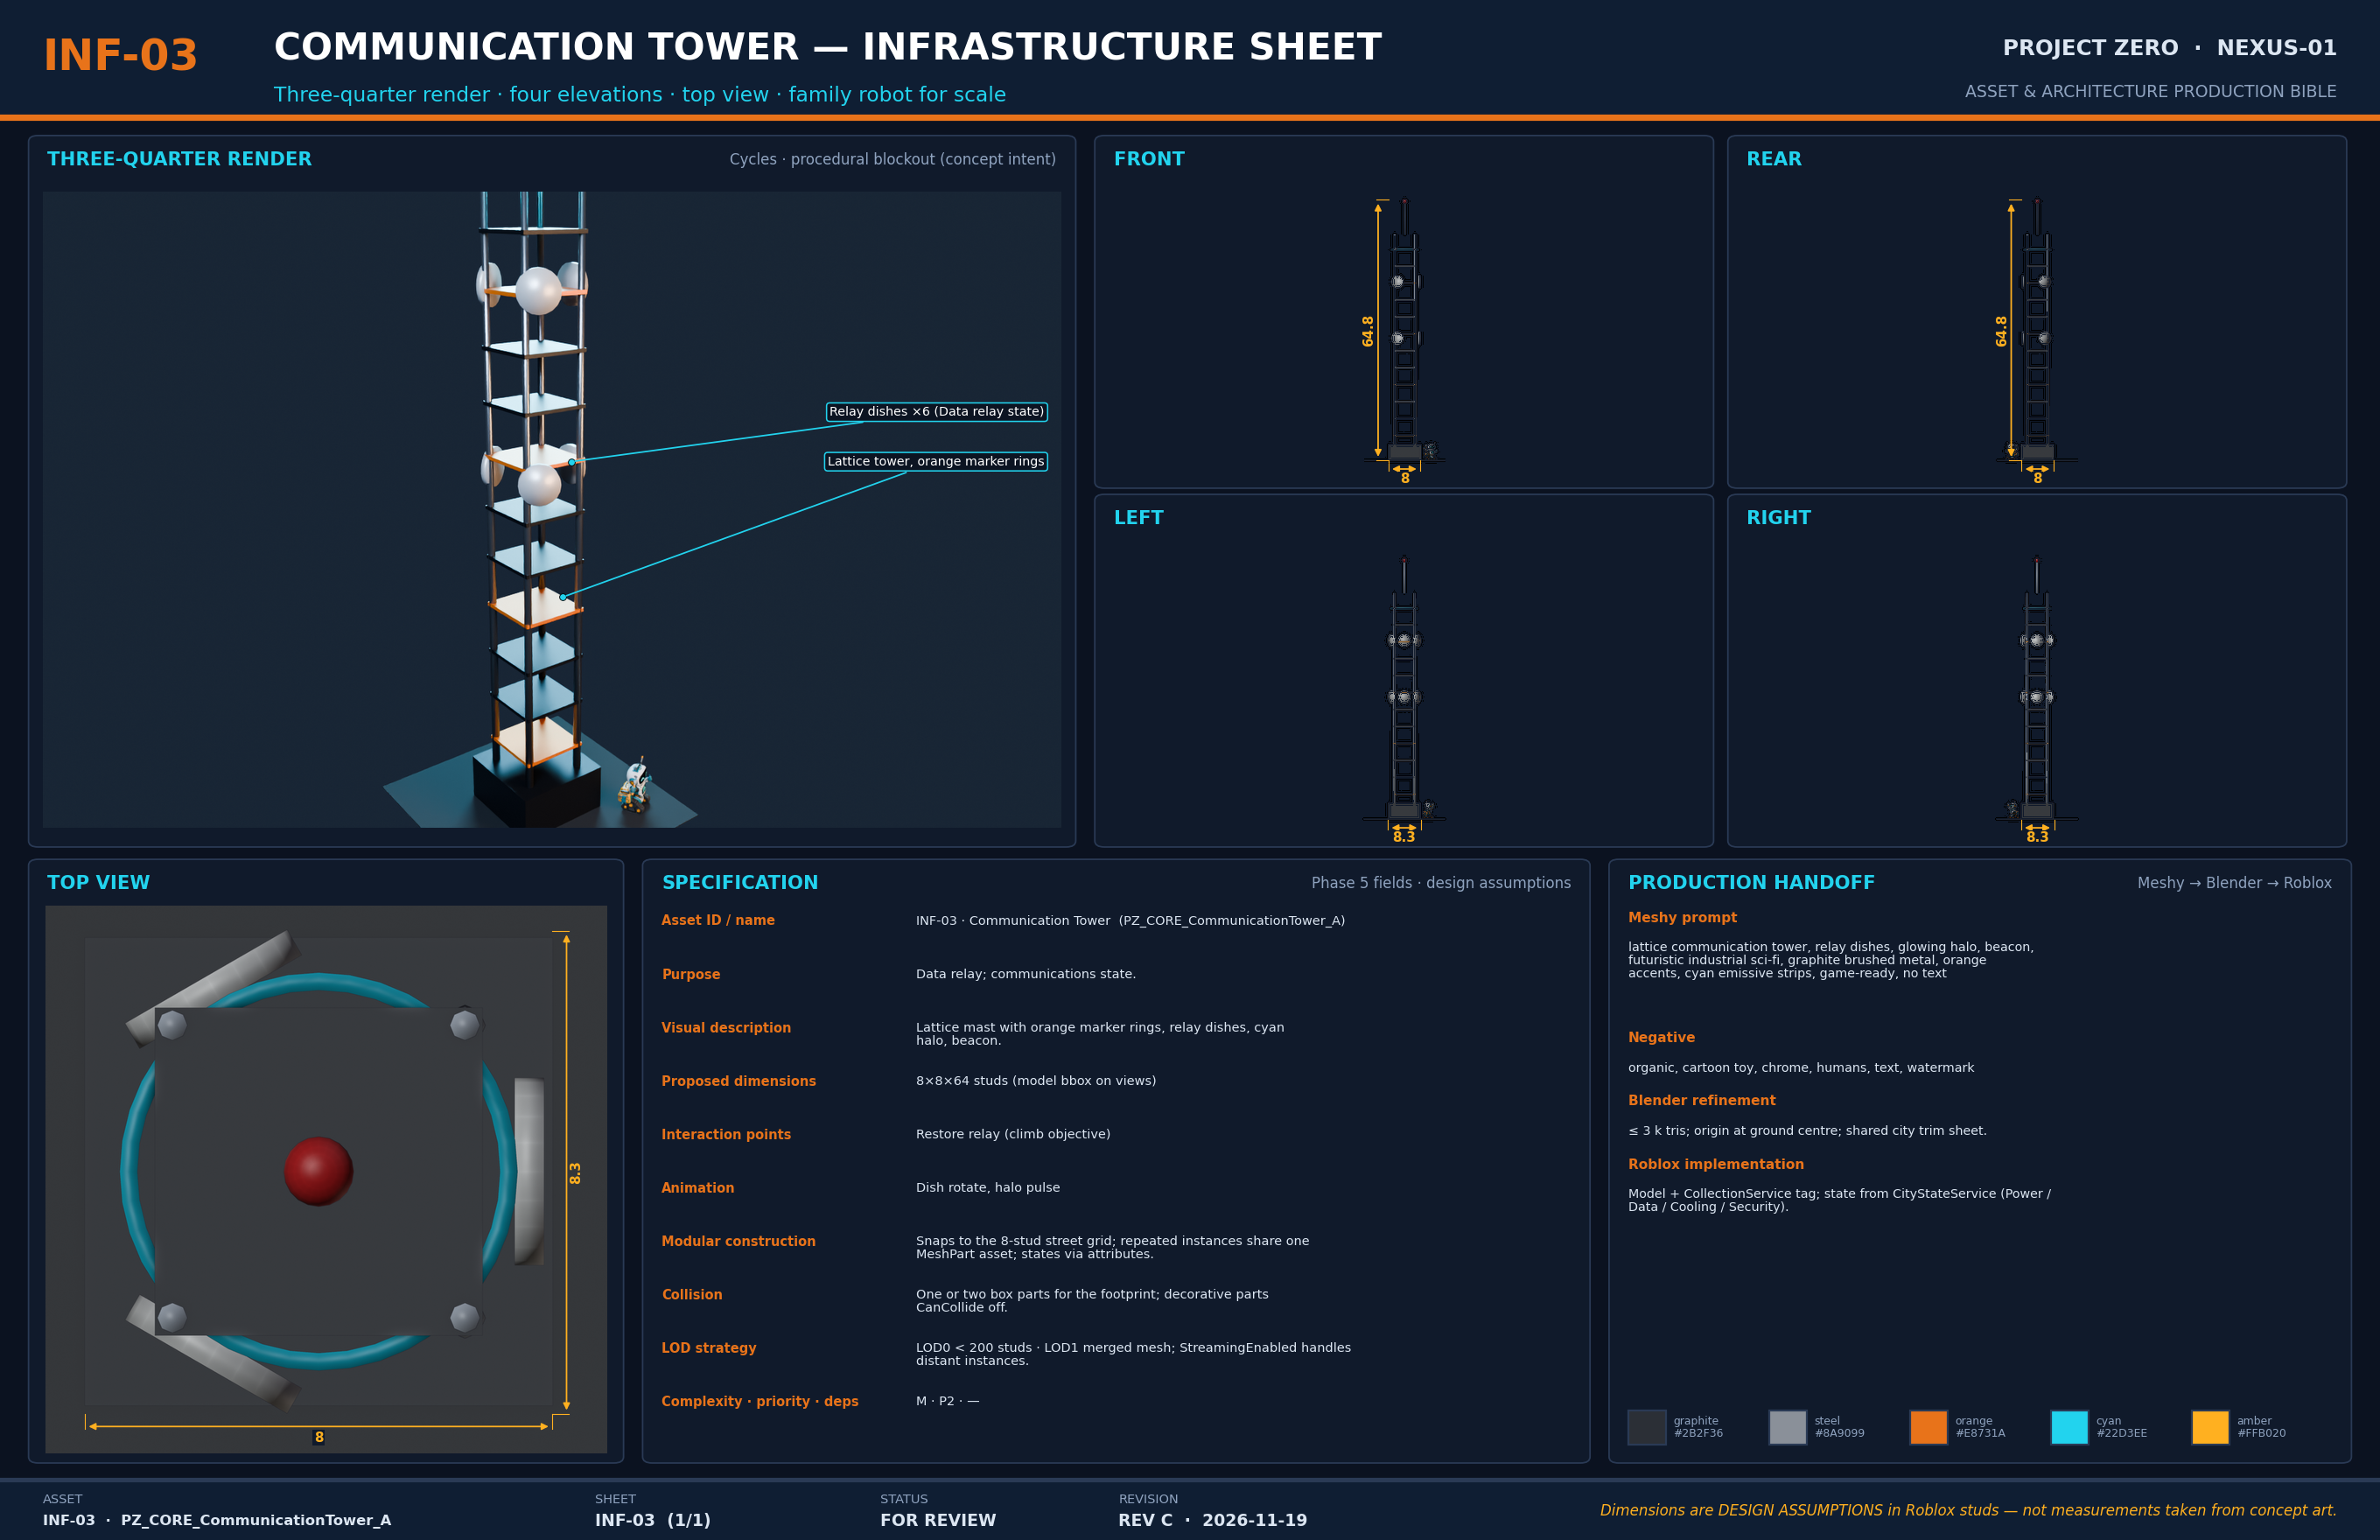 INF-03
COMMUNICATION TOWER — INFRASTRUCTURE SHEET
Three-quarter render · four elevations · top view · family robot for scale
PROJECT ZERO · NEXUS-01
ASSET & ARCHITECTURE PRODUCTION BIBLE
THREE-QUARTER RENDER
Cycles · procedural blockout (concept intent)
Relay dishes ×6 (Data relay state)
Lattice tower, orange marker rings
FRONT
64.8
8
REAR
64.8
8
LEFT
8.3
RIGHT
8.3
TOP VIEW
8.3
8
SPECIFICATION
Phase 5 fields · design assumptions
Asset ID / name
INF-03 · Communication Tower (PZ_CORE_CommunicationTower_A)
Purpose
Data relay; communications state.
Visual description
Lattice mast with orange marker rings, relay dishes, cyan
halo, beacon.
Proposed dimensions
8×8×64 studs (model bbox on views)
Interaction points
Restore relay (climb objective)
Animation
Dish rotate, halo pulse
Modular construction
Snaps to the 8-stud street grid; repeated instances share one
MeshPart asset; states via attributes.
Collision
One or two box parts for the footprint; decorative parts
CanCollide off.
LOD strategy
LOD0 < 200 studs · LOD1 merged mesh; StreamingEnabled handles
distant instances.
Complexity · priority · deps
M · P2 · —
PRODUCTION HANDOFF
Meshy → Blender → Roblox
Meshy prompt
lattice communication tower, relay dishes, glowing halo, beacon,
futuristic industrial sci-fi, graphite brushed metal, orange
accents, cyan emissive strips, game-ready, no text
Negative
organic, cartoon toy, chrome, humans, text, watermark
Blender refinement
≤ 3 k tris; origin at ground centre; shared city trim sheet.
Roblox implementation
Model + CollectionService tag; state from CityStateService (Power /
Data / Cooling / Security).
graphite
#2B2F36
steel
#8A9099
orange
#E8731A
cyan
#22D3EE
amber
#FFB020
ASSET
INF-03 · PZ_CORE_CommunicationTower_A
SHEET
INF-03 (1/1)
STATUS
FOR REVIEW
REVISION
REV C · 2026-11-19
Dimensions are DESIGN ASSUMPTIONS in Roblox studs — not measurements taken from concept art.